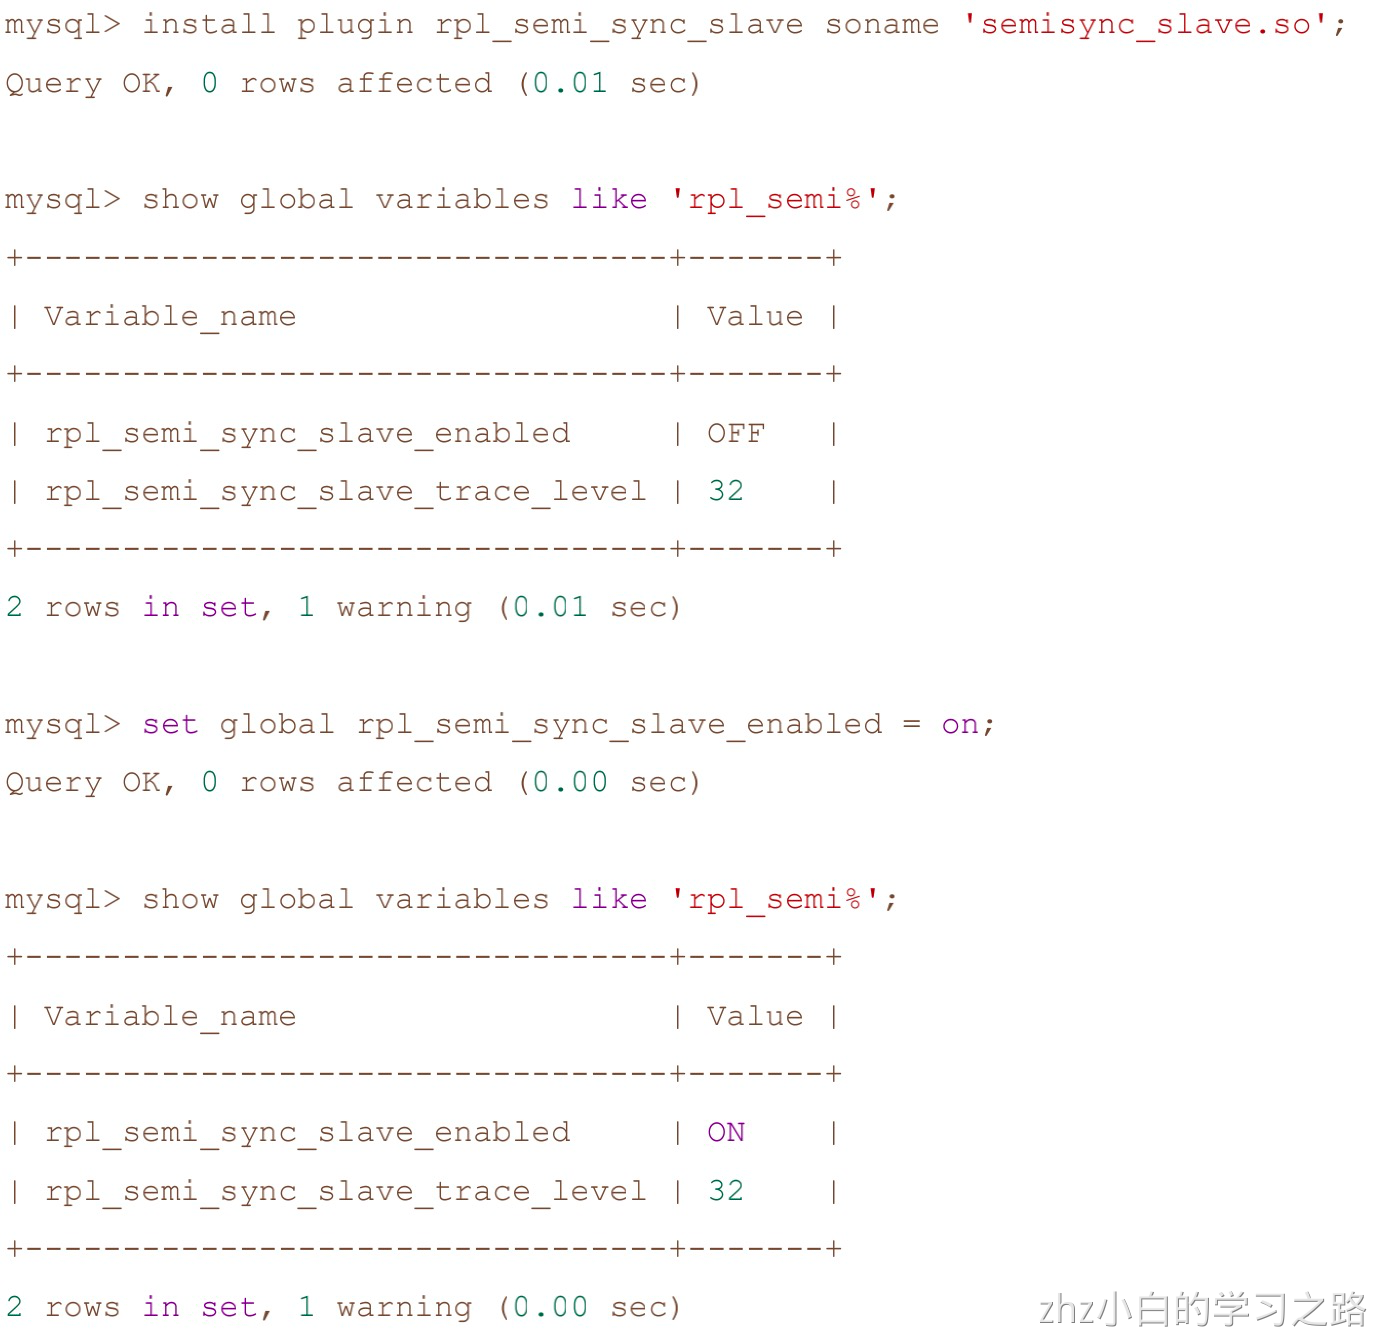 mysql> install plugin rpl_semi_sync_slave soname 'semisync_slave.so';
Query OK, 0 rows affected (0.01 sec)
mysql> show global variables like 'rpl_semi%';
+---------------------------------+-------+
| Variable_name                   | Value |
+---------------------------------+-------+
| rpl_semi_sync_slave_enabled     | OFF   |
| rpl_semi_sync_slave_trace_level | 32    |
+---------------------------------+-------+
2 rows in set, 1 warning (0.01 sec)
mysql> set global rpl_semi_sync_slave_enabled = on;
Query OK, 0 rows affected (0.00 sec)
mysql> show global variables like 'rpl_semi%';
+---------------------------------+-------+
| Variable_name                   | Value |
+---------------------------------+-------+
| rpl_semi_sync_slave_enabled     | ON    |
| rpl_semi_sync_slave_trace_level | 32    |
+---------------------------------+-------+
2 rows in set, 1 warning (0.00 sec)
zhz小白的学习之路